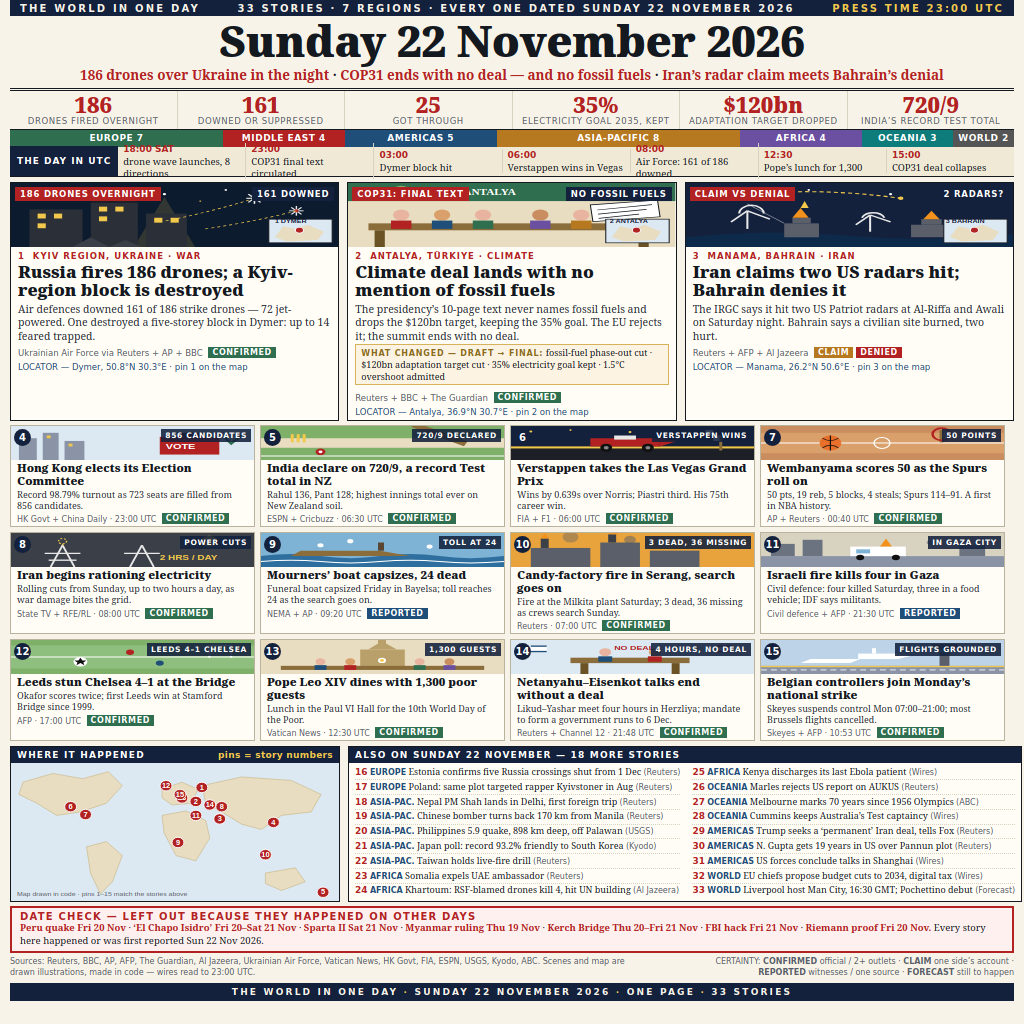 THE WORLD IN ONE DAY
33 STORIES · 7 REGIONS · EVERY ONE DATED SUNDAY 22 NOVEMBER 2026
PRESS TIME 23:00 UTC
Sunday 22 November 2026
186 drones over Ukraine in the night · COP31 ends with no deal — and no fossil fuels · Iran’s radar claim meets Bahrain’s denial
186
DRONES FIRED OVERNIGHT
161
DOWNED OR SUPPRESSED
25
GOT THROUGH
35%
ELECTRICITY GOAL 2035, KEPT
$120bn
ADAPTATION TARGET DROPPED
720/9
INDIA’S RECORD TEST TOTAL
EUROPE 7
MIDDLE EAST 4
AMERICAS 5
ASIA-PACIFIC 8
AFRICA 4
OCEANIA 3
WORLD 2
THE DAY IN UTC
18:00 SAT
drone wave launches, 8
directions
23:00
COP31 final text
circulated
03:00
Dymer block hit
06:00
Verstappen wins in Vegas
08:00
Air Force: 161 of 186
downed
12:30
Pope’s lunch for 1,300
15:00
COP31 deal collapses
186 DRONES OVERNIGHT
161 DOWNED
1 DYMER
1 KYIV REGION, UKRAINE · WAR
Russia fires 186 drones; a Kyiv-
region block is destroyed
Air defences downed 161 of 186 strike drones — 72 jet-
powered. One destroyed a five-storey block in Dymer: up to 14
feared trapped.
Ukrainian Air Force via Reuters + AP + BBC CONFIRMED
LOCATOR — Dymer, 50.8°N 30.3°E · pin 1 on the map
COP31: FINAL TEXT
ANTALYA
NO FOSSIL FUELS
2 ANTALYA
2 ANTALYA, TÜRKIYE · CLIMATE
Climate deal lands with no
mention of fossil fuels
The presidency’s 10-page text never names fossil fuels and
drops the $120bn target, keeping the 35% goal. The EU rejects
it; the summit ends with no deal.
WHAT CHANGED — DRAFT → FINAL: fossil-fuel phase-out cut ·
$120bn adaptation target cut · 35% electricity goal kept · 1.5°C
overshoot admitted
Reuters + BBC + The Guardian CONFIRMED
LOCATOR — Antalya, 36.9°N 30.7°E · pin 2 on the map
CLAIM VS DENIAL
2 RADARS?
3 BAHRAIN
3 MANAMA, BAHRAIN · IRAN
Iran claims two US radars hit;
Bahrain denies it
The IRGC says it hit two US Patriot radars at Al-Riffa and Awali
on Saturday night. Bahrain says a civilian site burned, two
hurt.
Reuters + AFP + Al Jazeera CLAIM DENIED
LOCATOR — Manama, 26.2°N 50.6°E · pin 3 on the map
4
856 CANDIDATES
VOTE
Hong Kong elects its Election
Committee
Record 98.79% turnout as 723 seats are filled from
856 candidates.
HK Govt + China Daily · 23:00 UTC CONFIRMED
5
720/9 DECLARED
India declare on 720/9, a record Test
total in NZ
Rahul 136, Pant 128; highest innings total ever on
New Zealand soil.
ESPN + Cricbuzz · 06:30 UTC CONFIRMED
6
VERSTAPPEN WINS
Verstappen takes the Las Vegas Grand
Prix
Wins by 0.639s over Norris; Piastri third. His 75th
career win.
FIA + F1 · 06:00 UTC CONFIRMED
7
50 POINTS
Wembanyama scores 50 as the Spurs
roll on
50 pts, 19 reb, 5 blocks, 4 steals; Spurs 114–91. A first
in NBA history.
AP + Reuters · 00:40 UTC CONFIRMED
8
POWER CUTS
2 HRS / DAY
Iran begins rationing electricity
Rolling cuts from Sunday, up to two hours a day, as
war damage bites the grid.
State TV + RFE/RL · 08:00 UTC CONFIRMED
9
TOLL AT 24
Mourners’ boat capsizes, 24 dead
Funeral boat capsized Friday in Bayelsa; toll reaches
24 as the search goes on.
NEMA + AP · 09:20 UTC REPORTED
10
3 DEAD, 36 MISSING
Candy-factory fire in Serang, search
goes on
Fire at the Milkita plant Saturday; 3 dead, 36 missing
as crews search Sunday.
Reuters · 07:00 UTC CONFIRMED
11
IN GAZA CITY
Israeli fire kills four in Gaza
Civil defence: four killed Saturday, three in a food
vehicle; IDF says militants.
Civil defence + AFP · 21:30 UTC REPORTED
12
LEEDS 4–1 CHELSEA
Leeds stun Chelsea 4–1 at the Bridge
Okafor scores twice; first Leeds win at Stamford
Bridge since 1999.
AFP · 17:00 UTC CONFIRMED
13
1,300 GUESTS
Pope Leo XIV dines with 1,300 poor
guests
Lunch in the Paul VI Hall for the 10th World Day of
the Poor.
Vatican News · 12:30 UTC CONFIRMED
14
NO DEAL
4 HOURS, NO DEAL
Netanyahu–Eisenkot talks end
without a deal
Likud–Yashar meet four hours in Herzliya; mandate
to form a government runs to 6 Dec.
Reuters + Channel 12 · 21:48 UTC CONFIRMED
15
FLIGHTS GROUNDED
Belgian controllers join Monday’s
national strike
Skeyes suspends control Mon 07:00–21:00; most
Brussels flights cancelled.
Skeyes + AFP · 10:53 UTC CONFIRMED
WHERE IT HAPPENED
pins = story numbers
12
1
15
2
14
8
6
7
11
3
4
9
10
5
Map drawn in code · pins 1–15 match the stories above
ALSO ON SUNDAY 22 NOVEMBER — 18 MORE STORIES
16 EUROPE Estonia confirms five Russia crossings shut from 1 Dec (Reuters)
17 EUROPE Poland: same plot targeted rapper Kyivstoner in Aug (Reuters)
18 ASIA-PAC. Nepal PM Shah lands in Delhi, first foreign trip (Reuters)
19 ASIA-PAC. Chinese bomber turns back 170 km from Manila (Reuters)
20 ASIA-PAC. Philippines 5.9 quake, 898 km deep, off Palawan (USGS)
21 ASIA-PAC. Japan poll: record 93.2% friendly to South Korea (Kyodo)
22 ASIA-PAC. Taiwan holds live-fire drill (Reuters)
23 AFRICA Somalia expels UAE ambassador (Reuters)
24 AFRICA Khartoum: RSF-blamed drones kill 4, hit UN building (Al Jazeera)
25 AFRICA Kenya discharges its last Ebola patient (Wires)
26 OCEANIA Marles rejects US report on AUKUS (Reuters)
27 OCEANIA Melbourne marks 70 years since 1956 Olympics (ABC)
28 OCEANIA Cummins keeps Australia’s Test captaincy (Wires)
29 AMERICAS Trump seeks a ‘permanent’ Iran deal, tells Fox (Reuters)
30 AMERICAS N. Gupta gets 19 years in US over Pannun plot (Reuters)
31 AMERICAS US forces conclude talks in Shanghai (Wires)
32 WORLD EU chiefs propose budget cuts to 2034, digital tax (Wires)
33 WORLD Liverpool host Man City, 16:30 GMT; Pochettino debut (Forecast)
DATE CHECK — LEFT OUT BECAUSE THEY HAPPENED ON OTHER DAYS
Peru quake Fri 20 Nov · ‘El Chapo Isidro’ Fri 20–Sat 21 Nov · Sparta II Sat 21 Nov · Myanmar ruling Thu 19 Nov · Kerch Bridge Thu 20–Fri 21 Nov · FBI hack Fri 21 Nov · Riemann proof Fri 20 Nov. Every story
here happened or was first reported Sun 22 Nov 2026.
Sources: Reuters, BBC, AP, AFP, The Guardian, Al Jazeera, Ukrainian Air Force, Vatican News, HK Govt, FIA, ESPN, USGS, Kyodo, ABC. Scenes and map are
drawn illustrations, made in code — wires read to 23:00 UTC.
CERTAINTY: CONFIRMED official / 2+ outlets · CLAIM one side’s account ·
REPORTED witnesses / one source · FORECAST still to happen
THE WORLD IN ONE DAY · SUNDAY 22 NOVEMBER 2026 · ONE PAGE · 33 STORIES